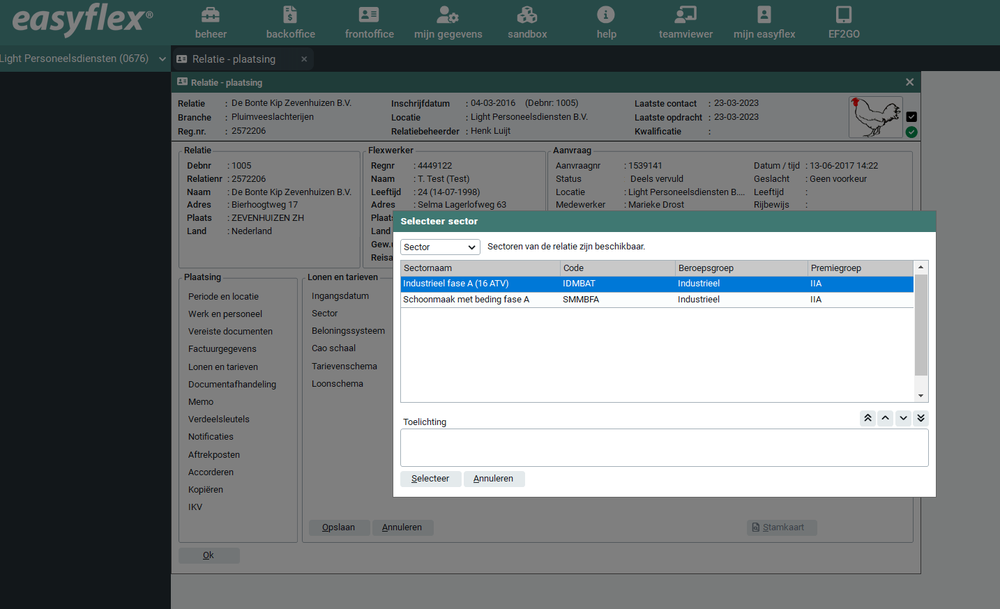 easyflex®
beheer
backoffice
frontoffice
mijn gegevens
sandbox
help
teamviewer
mijn easyflex
EF2GO
Light Personeelsdiensten (0676)
Relatie - plaatsing
Relatie - plaatsing
Relatie : De Bonte Kip Zevenhuizen B.V.
Inschrijfdatum : 04-03-2016 (Debnr: 1005)
Laatste contact : 23-03-2023
Branche : Pluimveeslachterijen
Locatie : Light Personeelsdiensten B.V.
Laatste opdracht : 23-03-2023
Reg.nr. : 2572206
Relatiebeheerder : Henk Luijt
Kwalificatie :
Relatie
Debnr : 1005
Relatienr : 2572206
Naam : De Bonte Kip Zevenhuizen B.V.
Adres : Bierhoogtweg 17
Plaats : ZEVENHUIZEN ZH
Land : Nederland
Flexwerker
Regnr : 4449122
Naam : T. Test (Test)
Leeftijd : 24 (14-07-1998)
Adres : Selma Lagerlofweg 63
Plaats
Land
Gew.u
Reisa
Aanvraag
Aanvraagnr : 1539141
Datum / tijd : 13-06-2017 14:22
Status Deels vervuld
Geslacht : Geen voorkeur
Locatie : Light Personeelsdiensten B....
Leeftijd :
Medewerker : Marieke Drost
Rijbewijs :
Plaatsing
Periode en locatie
Werk en personeel
Vereiste documenten
Factuurgegevens
Lonen en tarieven
Documentafhandeling
Memo
Verdeelsleutels
Notificaties
Aftrekposten
Accorderen
Kopiëren
IKV
Lonen en tarieven
Ingangsdatum
Sector
Beloningssysteem
Cao schaal
Tarievenschema
Loonschema
Selecteer sector
Sector
Sectoren van de relatie zijn beschikbaar.
Sectornaam Code Beroepsgroep Premiegroep
Industrieel fase A (16 ATV) IDMBAT Industrieel IIA
Schoonmaak met beding fase A SMMBFA Industrieel IIA
Toelichting
Selecteer
Annuleren
Opslaan
Annuleren
Stamkaart
Ok